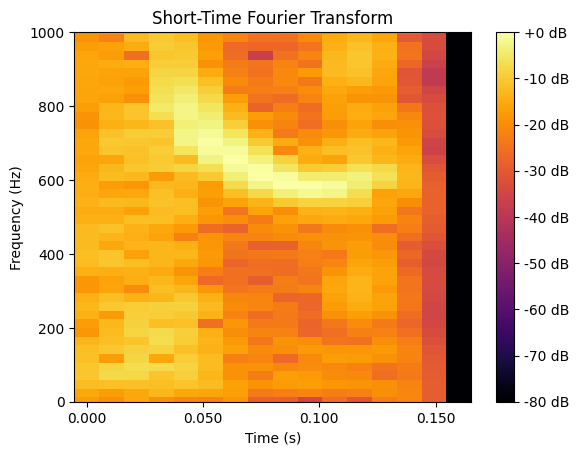 Short-Time Fourier Transform
1000
800
600
400
200
0
Frequency (Hz)
0.000
0.050
0.100
0.150
Time (s)
+0 dB
-10 dB
-20 dB
-30 dB
-40 dB
-50 dB
-60 dB
-70 dB
-80 dB